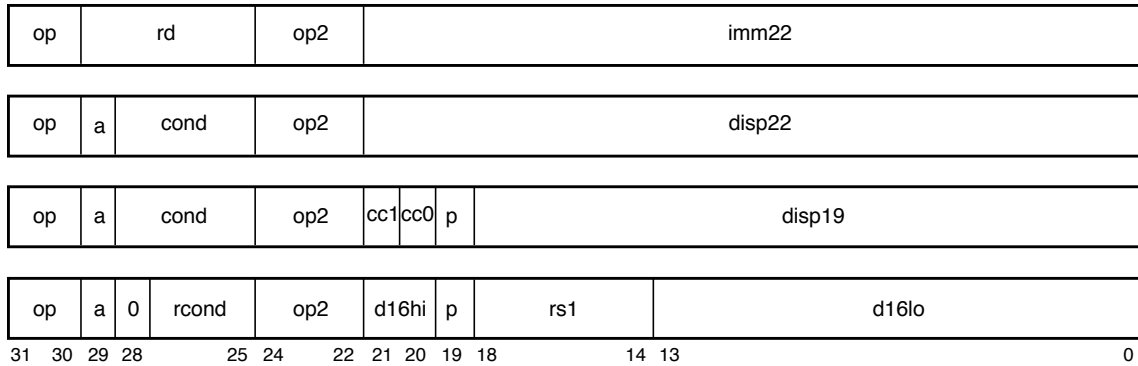 op rd op2 imm22
op a cond op2 disp22
op a cond op2 cc1 cc0 p disp19
op a 0 rcond op2 d16hi p rs1 d16lo
31 30 29 28 25 24 22 21 20 19 18 14 13 0